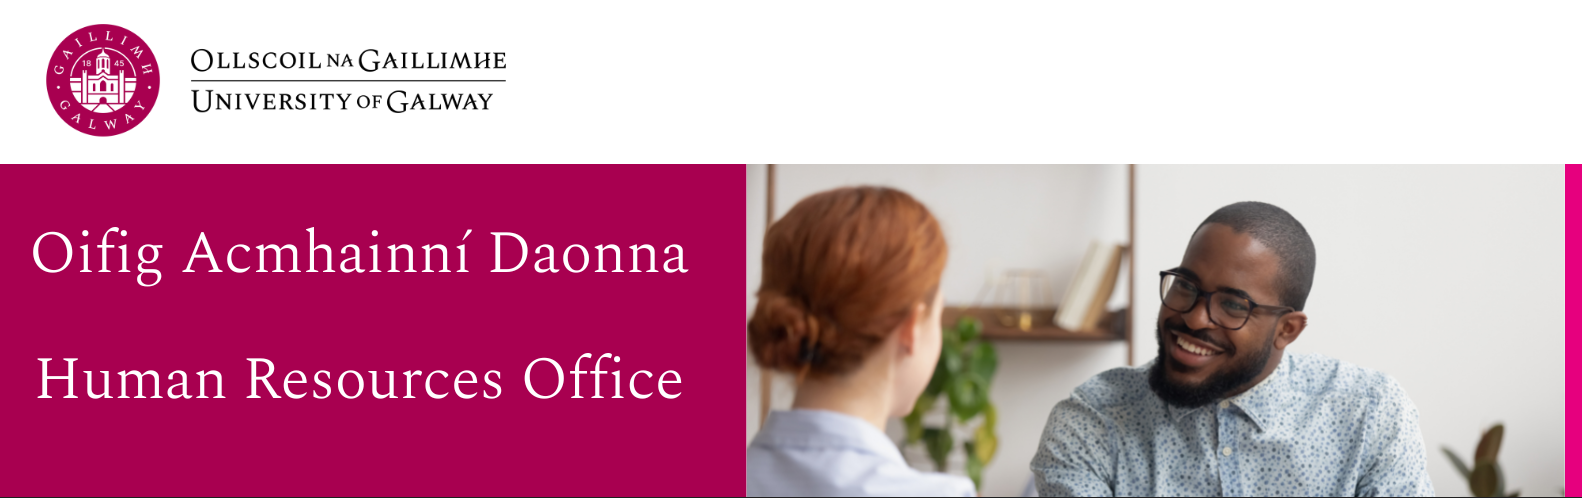 GAILLIMH
18 45
GALWAY
OLLSCOIL NA GAILLIMHE
UNIVERSITY OF GALWAY
Oifig Acmhainní Daonna
Human Resources Office